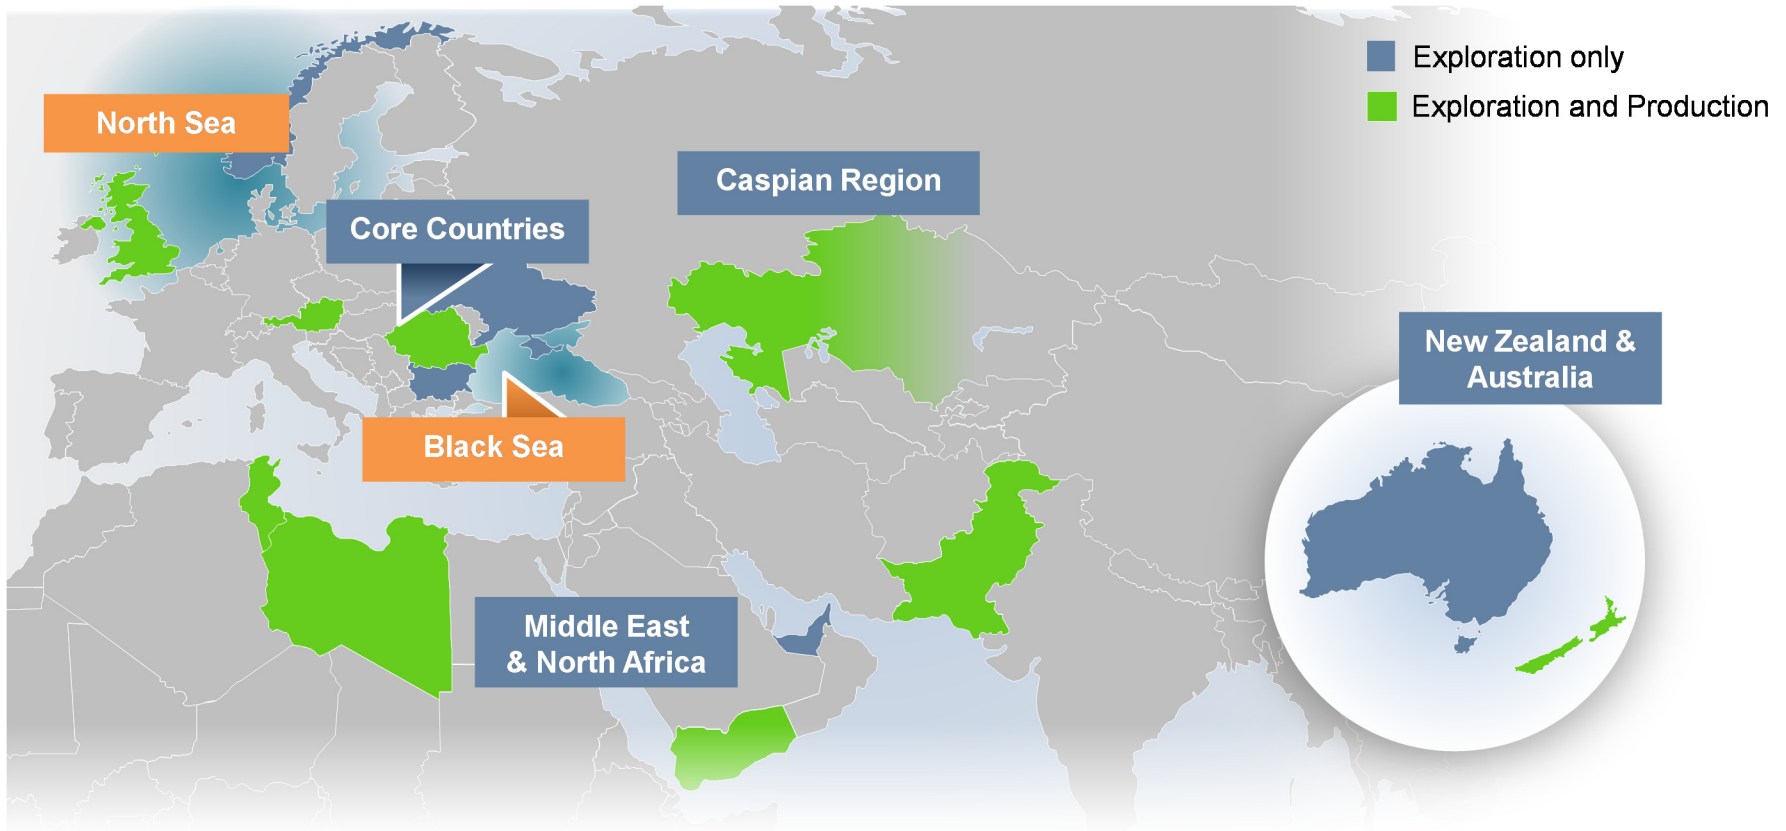 Exploration only
Exploration and Production
North Sea
Caspian Region
Core Countries
New Zealand &
Australia
Black Sea
Middle East
& North Africa